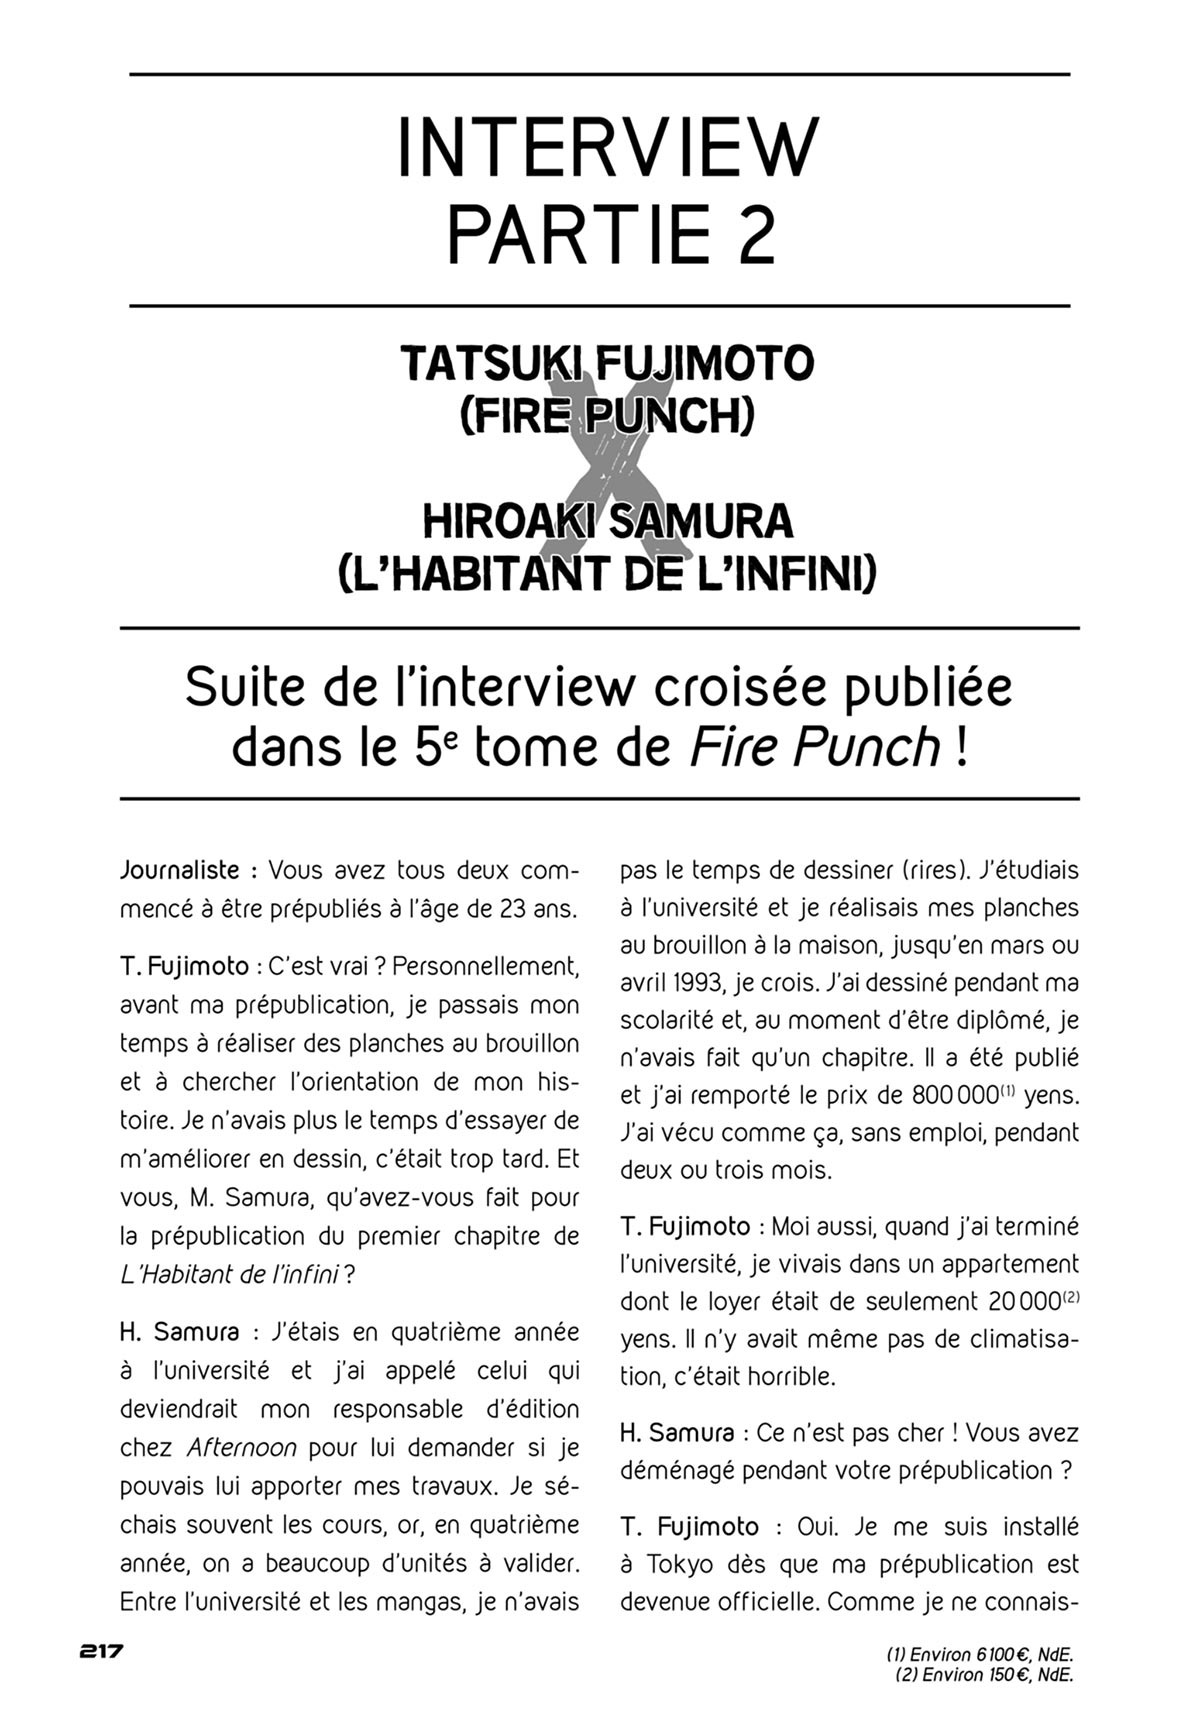 INTERVIEW
PARTIE 2
TATSUKI FUJIMOTO
(FIRE PUNCH)
X
HIROAKI SAMURA
(L'HABITANT DE L'INFINI)
Suite de l'interview croisée publiée
dans le 5e tome de Fire Punch !
Journaliste : Vous avez tous deux com-
mencé à être prépubliés à l'âge de 23 ans.
T. Fujimoto : C'est vrai ? Personnellement,
avant ma prépublication, je passais mon
temps à réaliser des planches au brouillon
et à chercher l'orientation de mon his-
toire. Je n'avais plus le temps d'essayer de
m'améliorer en dessin, c'était trop tard. Et
vous, M. Samura, qu'avez-vous fait pour
la prépublication du premier chapitre de
L'Habitant de l'infini ?
H. Samura : J'étais en quatrième année
à l'université et j'ai appelé celui qui
deviendrait mon responsable d'édition
chez Afternoon pour lui demander si je
pouvais lui apporter mes travaux. Je sé-
chais souvent les cours, or, en quatrième
année, on a beaucoup d'unités à valider.
Entre l'université et les mangas, je n'avais
pas le temps de dessiner (rires). J'étudiais
à l'université et je réalisais mes planches
au brouillon à la maison, jusqu'en mars ou
avril 1993, je crois. J'ai dessiné pendant ma
scolarité et, au moment d'être diplômé, je
n'avais fait qu'un chapitre. Il a été publié
et j'ai remporté le prix de 800 000(1) yens.
J'ai vécu comme ça, sans emploi, pendant
deux ou trois mois.
T. Fujimoto : Moi aussi, quand j'ai terminé
l'université, je vivais dans un appartement
dont le loyer était de seulement 20 000(2)
yens. Il n'y avait même pas de climatisa-
tion, c'était horrible.
H. Samura : Ce n'est pas cher ! Vous avez
déménagé pendant votre prépublication ?
T. Fujimoto : Oui. Je me suis installé
à Tokyo dès que ma prépublication est
devenue officielle. Comme je ne connais-
217
(1) Environ 6 100 €, NdE.
(2) Environ 150 €, NdE.